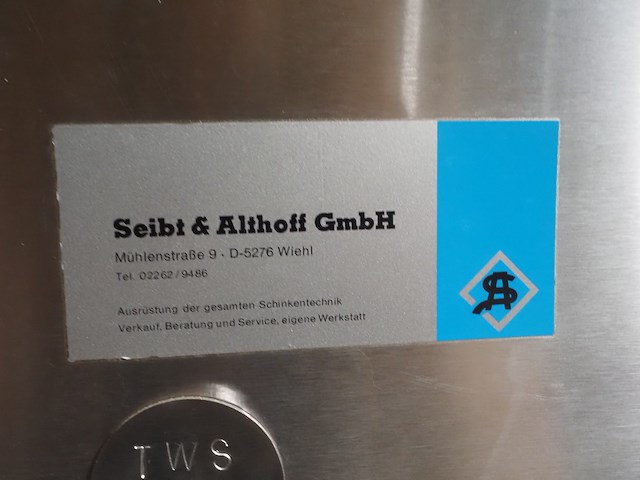 Seibt & Althoff GmbH
Mühlenstraße 9 · D-5276 Wiehl
Tel. 02262/9486
Ausrüstung der gesamten Schinkentechnik
Verkauf, Beratung und Service, eigene Werkstatt
AS
TWS